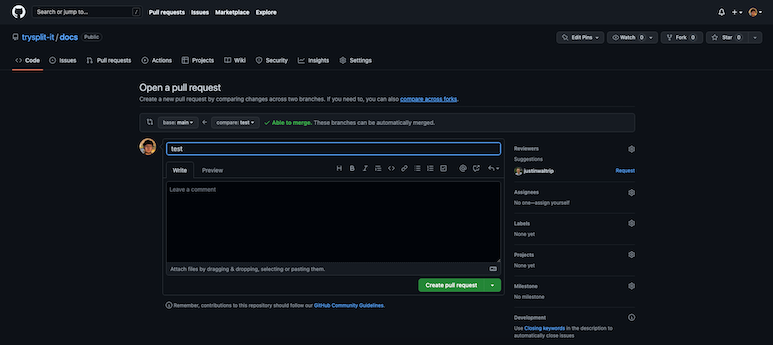 Search or jump to... /
Pull requests Issues Marketplace Explore
trysplit-it / docs Public
Edit Pins Watch 0 Fork 0 Star 0
Code Issues Pull requests Actions Projects Wiki Security Insights Settings
Open a pull request
Create a new pull request by comparing changes across two branches. If you need to, you can also compare across forks.
base: main compare: test Able to merge. These branches can be automatically merged.
test
Write Preview
Leave a comment
Attach files by dragging & dropping, selecting or pasting them.
Create pull request
Remember, contributions to this repository should follow our GitHub Community Guidelines.
Reviewers
Suggestions
justinwaltrip Request
Assignees
No one—assign yourself
Labels
None yet
Projects
None yet
Milestone
No milestone
Development
Use Closing keywords in the description to
automatically close issues